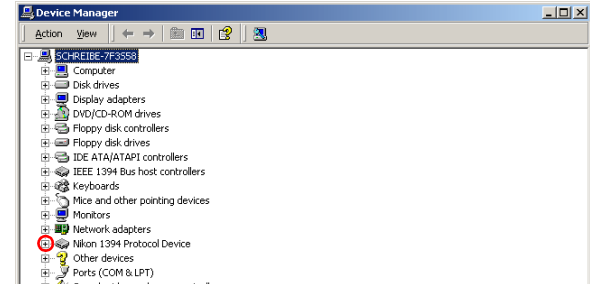 Device Manager
Action View
SCHREIBE-7F3558
Computer
Disk drives
Display adapters
DVD/CD-ROM drives
Floppy disk controllers
Floppy disk drives
IDE ATA/ATAPI controllers
IEEE 1394 Bus host controllers
Keyboards
Mice and other pointing devices
Monitors
Network adapters
Nikon 1394 Protocol Device
Other devices
Ports (COM & LPT)